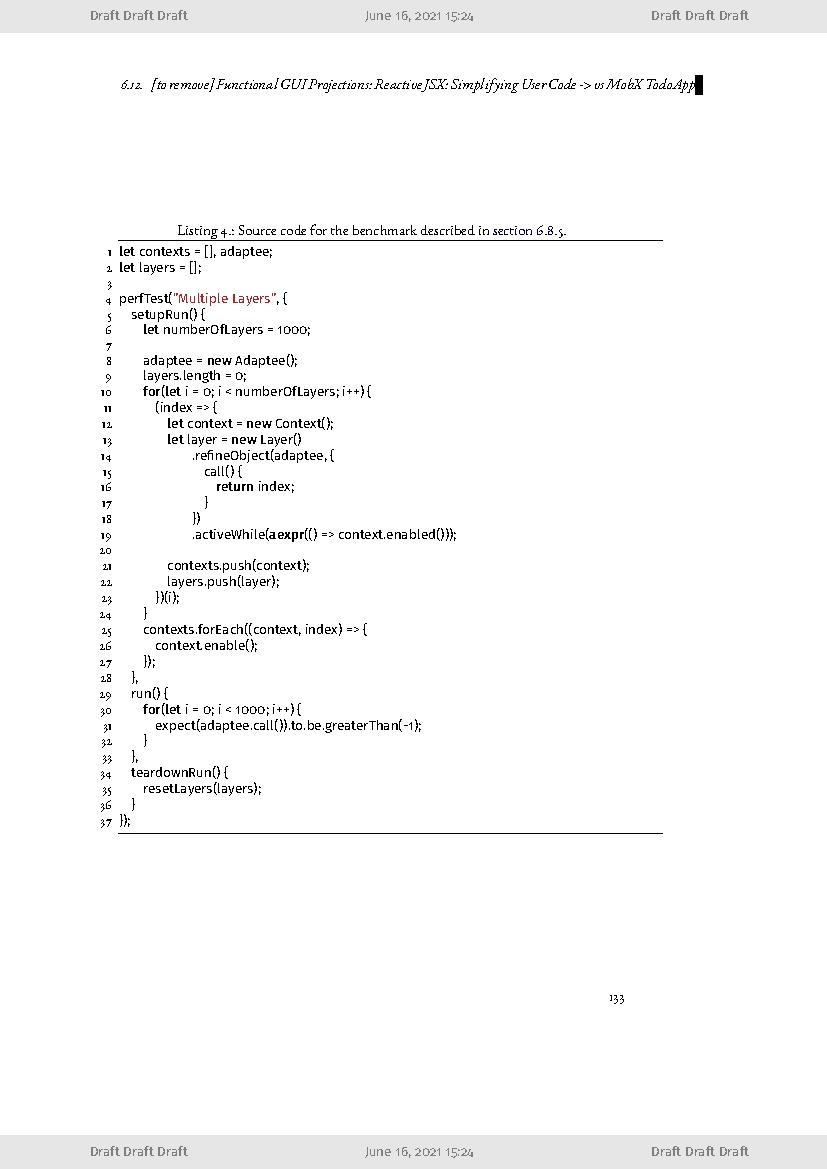 Draft Draft Draft June 16, 2021 15:24 Draft Draft Draft
6.12. [to remove] Functional GUI Projections: Reactive JSX: Simplifying User Code -> vs MobX TodoApp
Listing 4.: Source code for the benchmark described in section 6.8.5.
1 let contexts = [], adaptee;
2 let layers = [];
3
4 perfTest("Multiple Layers", {
5 setupRun() {
6 let numberOfLayers = 1000;
7
8 adaptee = new Adaptee();
9 layers.length = 0;
10 for(let i = 0; i < numberOfLayers; i++) {
11 (index => {
12 let context = new Context();
13 let layer = new Layer()
14 .refineObject(adaptee, {
15 call() {
16 return index;
17 }
18 })
19 .activeWhile(aexpr(() => context.enabled()));
20
21 contexts.push(context);
22 layers.push(layer);
23 })(i);
24 }
25 contexts.forEach((context, index) => {
26 context.enable();
27 });
28 },
29 run() {
30 for(let i = 0; i < 1000; i++) {
31 expect(adaptee.call()).to.be.greaterThan(-1);
32 }
33 },
34 teardownRun() {
35 resetLayers(layers);
36 }
37 });
133
Draft Draft Draft June 16, 2021 15:24 Draft Draft Draft